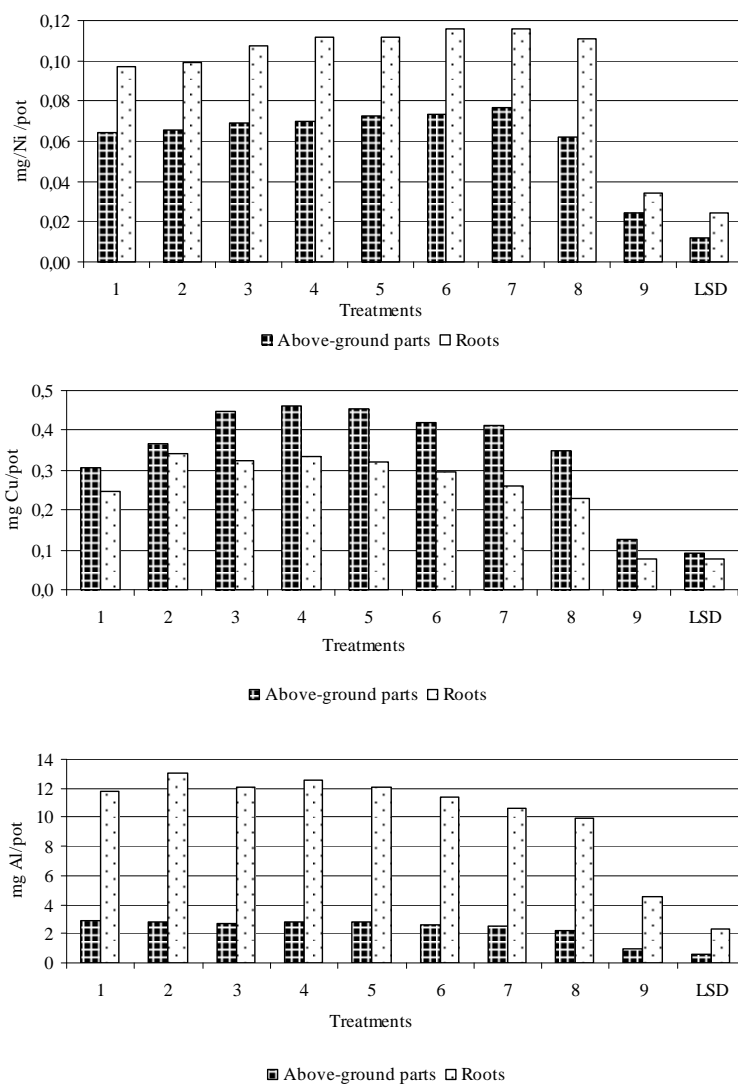 0,12
0,10
0,08
0,06
0,04
0,02
0,00
mg/Ni /pot
1 2 3 4 5 6 7 8 9 LSD
Treatments
Above-ground parts Roots
0,5
0,4
0,3
0,2
0,1
0,0
mg Cu/pot
1 2 3 4 5 6 7 8 9 LSD
Treatments
Above-ground parts Roots
14
12
10
8
6
4
2
0
mg Al/pot
1 2 3 4 5 6 7 8 9 LSD
Treatments
Above-ground parts Roots